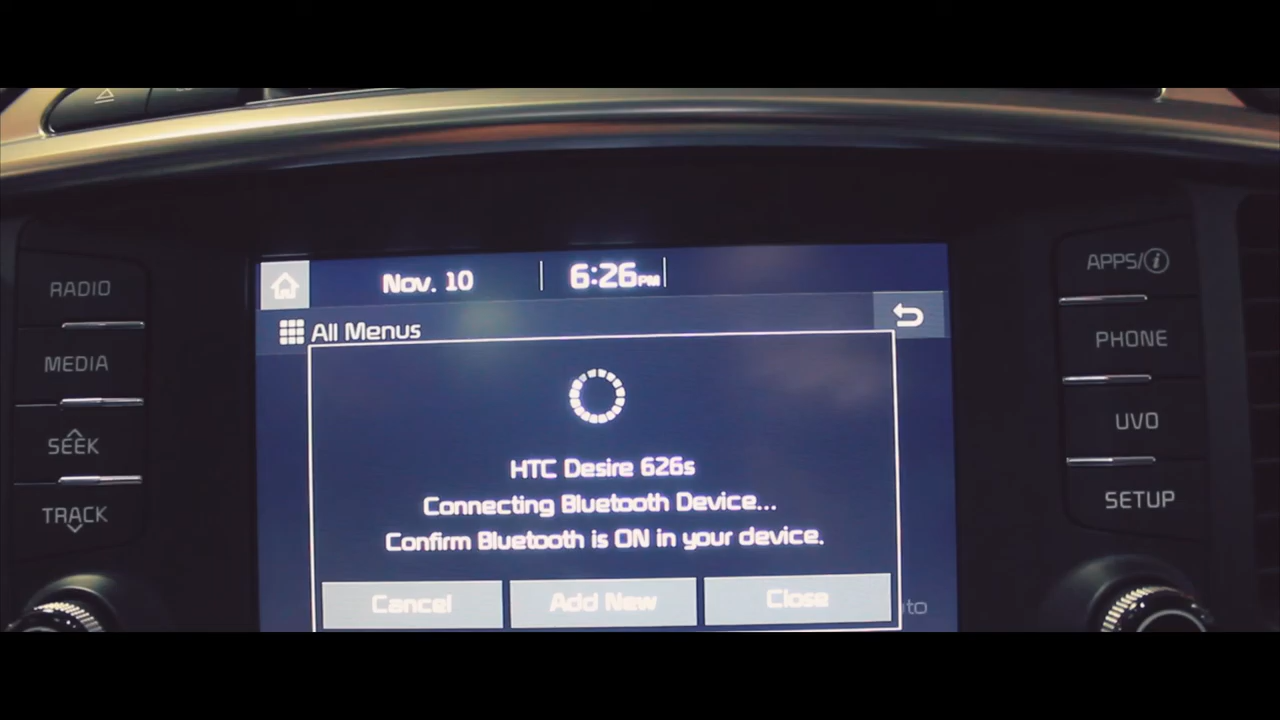 RADIO
MEDIA
SEEK
TRACK
Nov. 10
6:26PM
All Menus
HTC Desire 626s
Connecting Bluetooth Device...
Confirm Bluetooth is ON in your device.
Cancel
Add New
Close
APPS/i
PHONE
UVO
SETUP